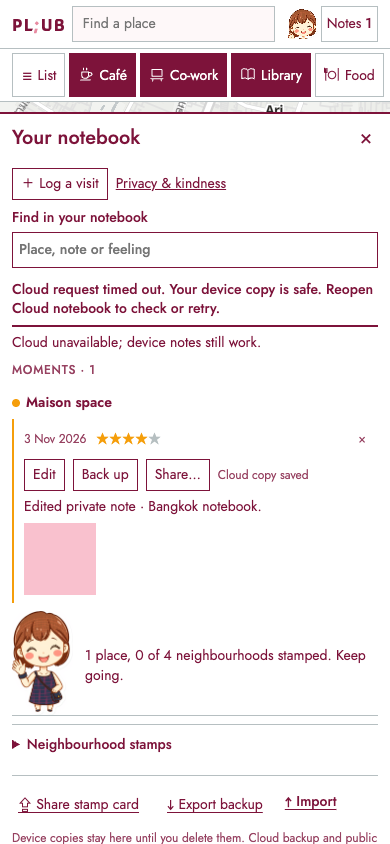 PL;UB
Find a place
Notes 1
≡ List
Café
Co-work
Library
Food
Ari
Your notebook
×
+ Log a visit
Privacy & kindness
Find in your notebook
Place, note or feeling
Cloud request timed out. Your device copy is safe. Reopen
Cloud notebook to check or retry.
Cloud unavailable; device notes still work.
MOMENTS · 1
Maison space
3 Nov 2026 ★★★★★ ×
Edit
Back up
Share...
Cloud copy saved
Edited private note · Bangkok notebook.
1 place, 0 of 4 neighbourhoods stamped. Keep
going.
▶ Neighbourhood stamps
Share stamp card
↓ Export backup
↑ Import
Device copies stay here until you delete them. Cloud backup and public